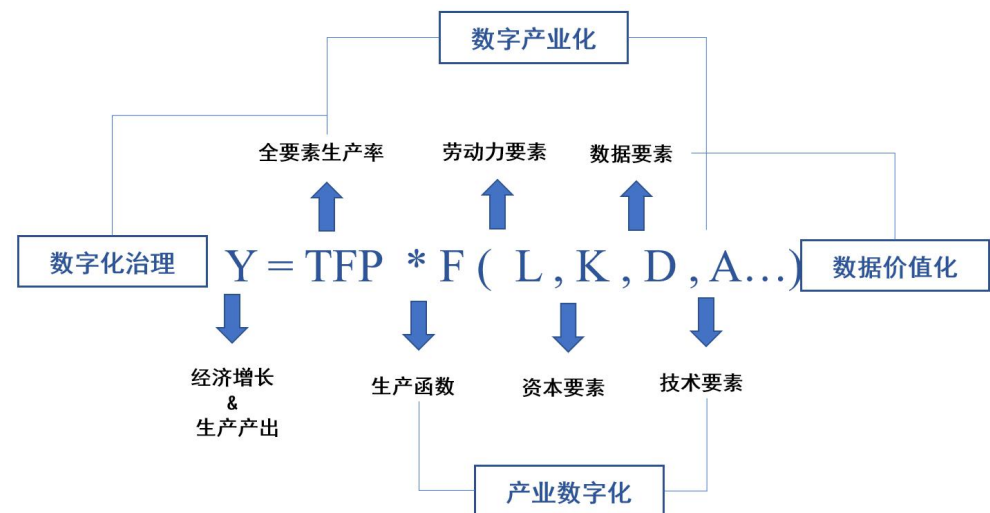 数字产业化
全要素生产率
劳动力要素
数据要素
数字化治理
Y = TFP * F ( L , K , D , A…)
数据价值化
经济增长
&
生产产出
生产函数
资本要素
技术要素
产业数字化